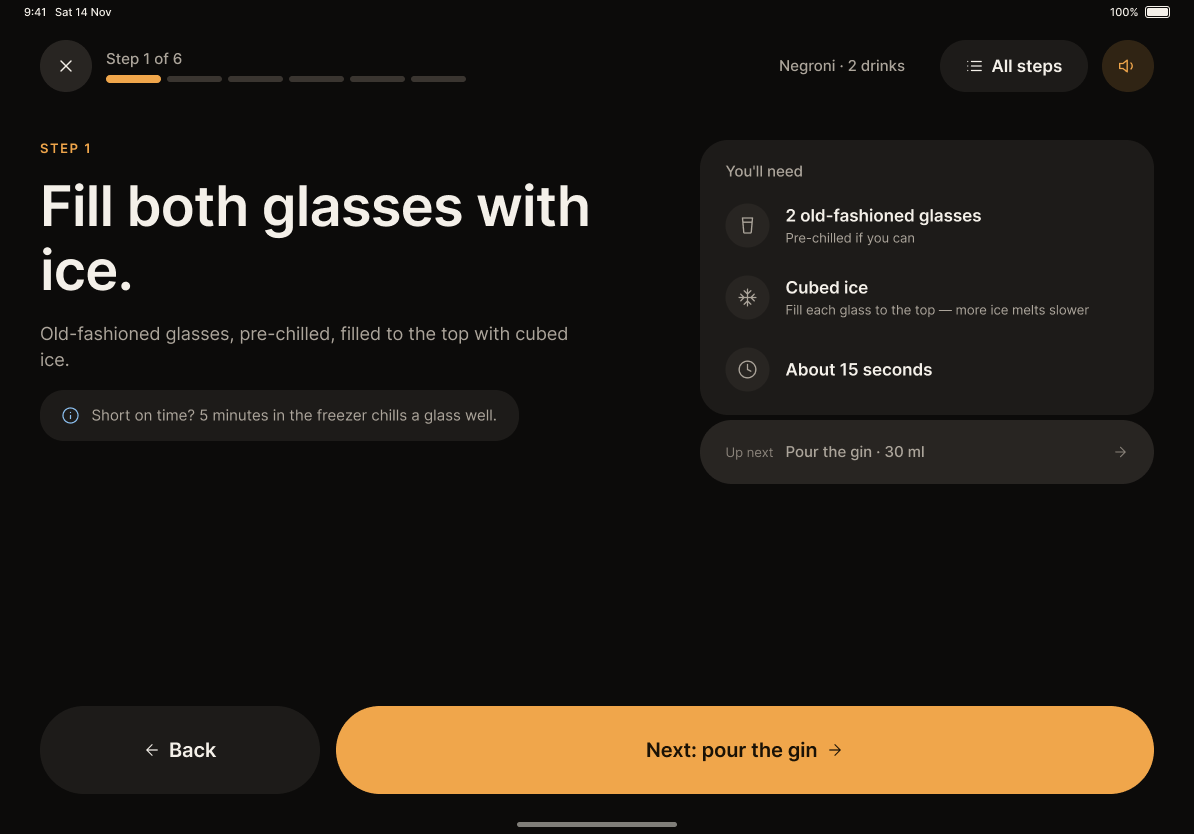 9:41 Sat 14 Nov
100%
Step 1 of 6
Negroni · 2 drinks
All steps
STEP 1
Fill both glasses with
ice.
Old-fashioned glasses, pre-chilled, filled to the top with cubed
ice.
Short on time? 5 minutes in the freezer chills a glass well.
You'll need
2 old-fashioned glasses
Pre-chilled if you can
Cubed ice
Fill each glass to the top — more ice melts slower
About 15 seconds
Up next Pour the gin · 30 ml
Back
Next: pour the gin